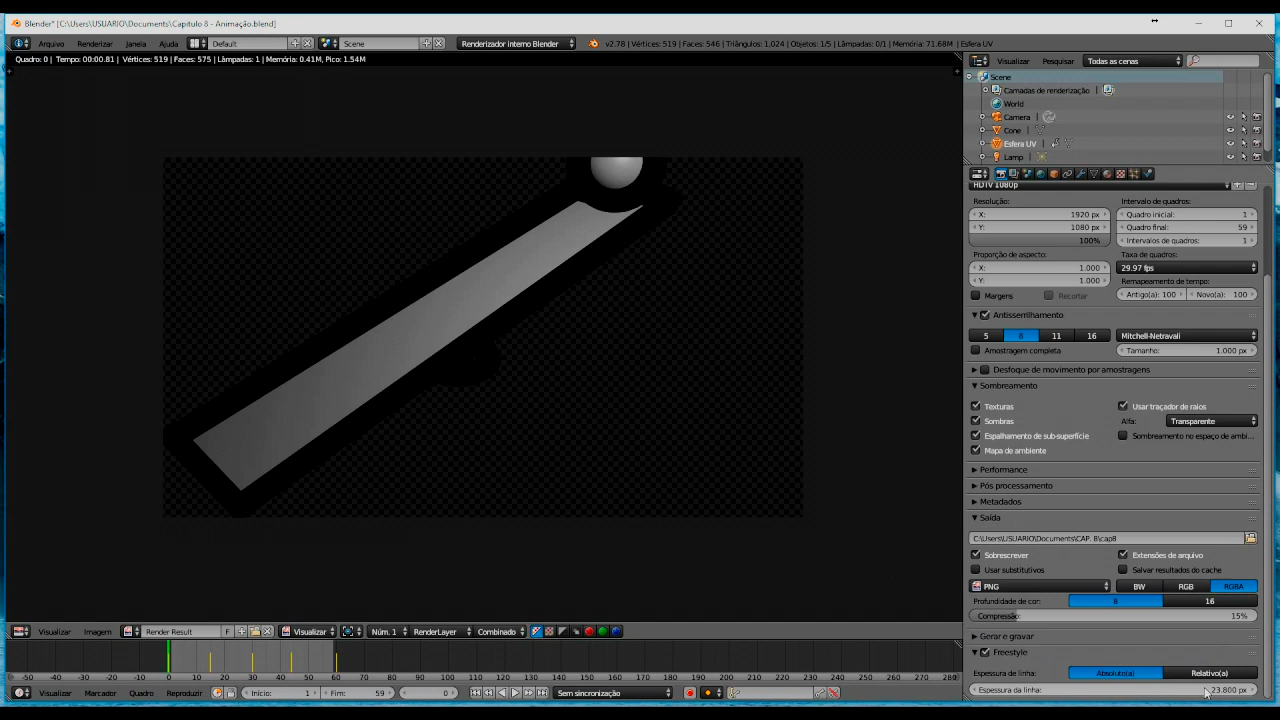 Blender* [C:\Users\USUARIO\Documents\Capitulo 8 - Animação.blend]
Arquivo Renderizar Janela Ajuda Default Scene Renderizador Interno Blender v2.78 | Vértices: 519 | Faces: 546 | Triângulos: 1,024 | Objetos: 1/5 | Lâmpadas: 0/1 | Memória: 71.68M | Esfera UV
Quadro: 0 | Tempo: 00:00.81 | Vértices: 519 | Faces: 575 | Lâmpadas: 1 | Memória: 0.41M, Pico: 1.54M
Visualizar Pesquisar Todas as cenas
Scene
Camadas de renderização
World
Camera
Cone
Esfera UV
Lamp
HDTV 1080p
Resolução: Intervalo de quadros:
X: 1920 px Quadro inicial: 1
Y: 1080 px Quadro final: 59
100% Intervalos de quadros: 1
Proporção de aspecto: Taxa de quadros:
X: 1.000 29.97 fps
Y: 1.000 Remapeamento de tempo:
Margens Recortar Antigo(a): 100 Novo(a): 100
Antisserrilhamento
5 8 11 16 Mitchell-Netravali
Amostragem completa Tamanho: 1.000 px
Desfoque de movimento por amostragens
Sombreamento
Texturas Usar traçador de raios
Sombras Alfa: Transparente
Espalhamento de sub-superfície Sombreamento no espaço de ambi...
Mapa de ambiente
Performance
Pós processamento
Metadados
Saída
C:\Users\USUARIO\Documents\CAP. 8\cap8
Sobrescrever Extensões de arquivo
Usar substitutivos Salvar resultados do cache
PNG BW RGB RGBA
Profundidade de cor: 8 16
Compressão: 15%
Gerar e gravar
Freestyle
Espessura de linha: Absoluto(a) Relativo(a)
Espessura da linha: 23.800 px
Visualizar Imagem Render Result F Visualizar Núm. 1 RenderLayer Combinado
-50 -40 -30 -20 -10 0 10 20 30 40 50 60 70 80 90 100 110 120 130 140 150 160 170 180 190 200 210 220 230 240 250 260 270 280
Visualizar Marcador Quadro Reproduzir Início: 1 Fim: 59 0 Sem sincronização